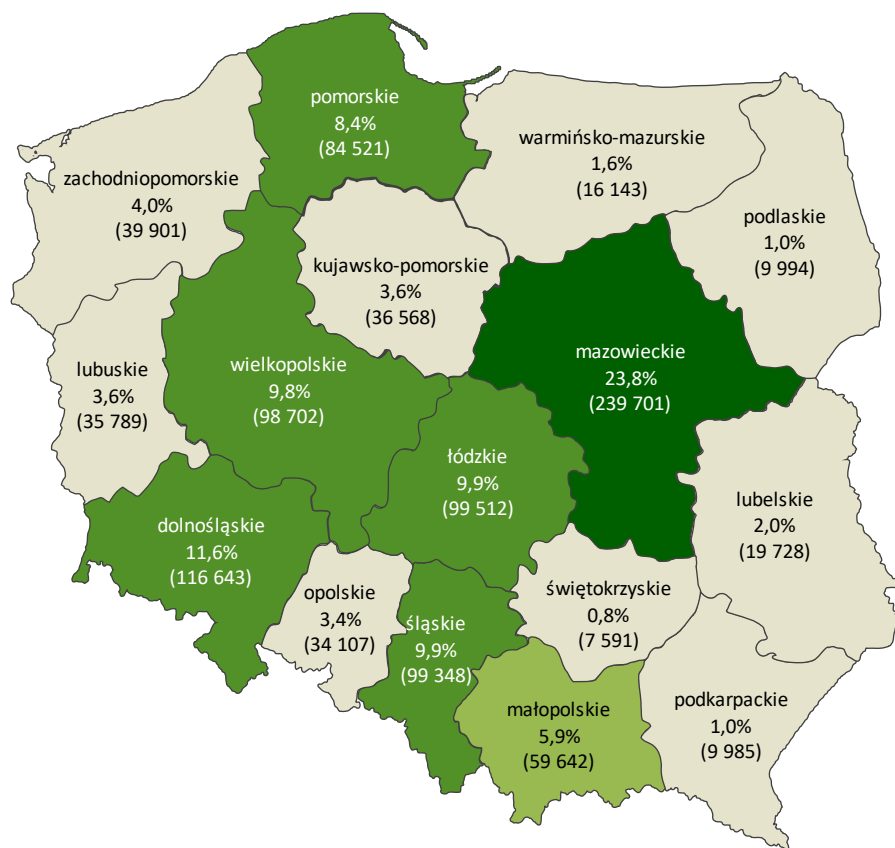 pomorskie
8,4%
(84 521)
warmińsko-mazurskie
1,6%
(16 143)
zachodniopomorskie
4,0%
(39 901)
podlaskie
1,0%
(9 994)
kujawsko-pomorskie
3,6%
(36 568)
mazowieckie
23,8%
(239 701)
lubuskie
3,6%
(35 789)
wielkopolskie
9,8%
(98 702)
łódzkie
9,9%
(99 512)
lubelskie
2,0%
(19 728)
dolnośląskie
11,6%
(116 643)
opolskie
3,4%
(34 107)
śląskie
9,9%
(99 348)
świętokrzyskie
0,8%
(7 591)
małopolskie
5,9%
(59 642)
podkarpackie
1,0%
(9 985)